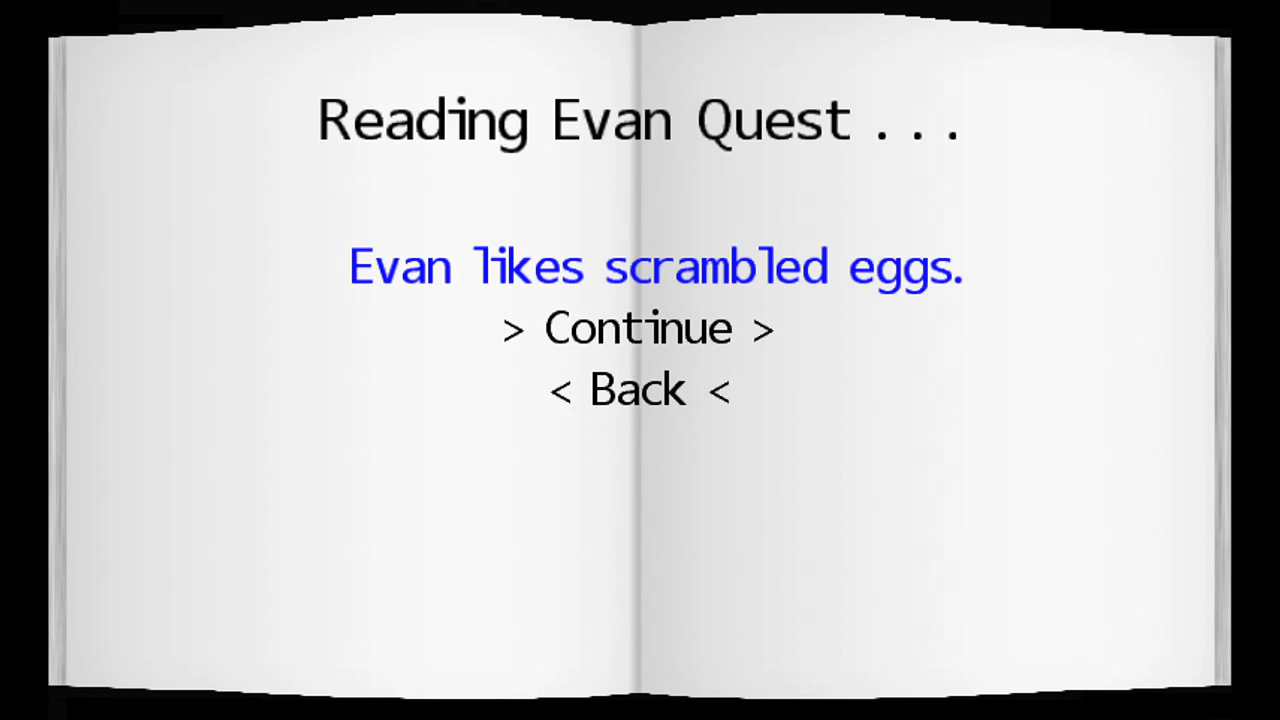 Reading Evan Quest ...
Evan likes scrambled eggs.
> Continue >
< Back <